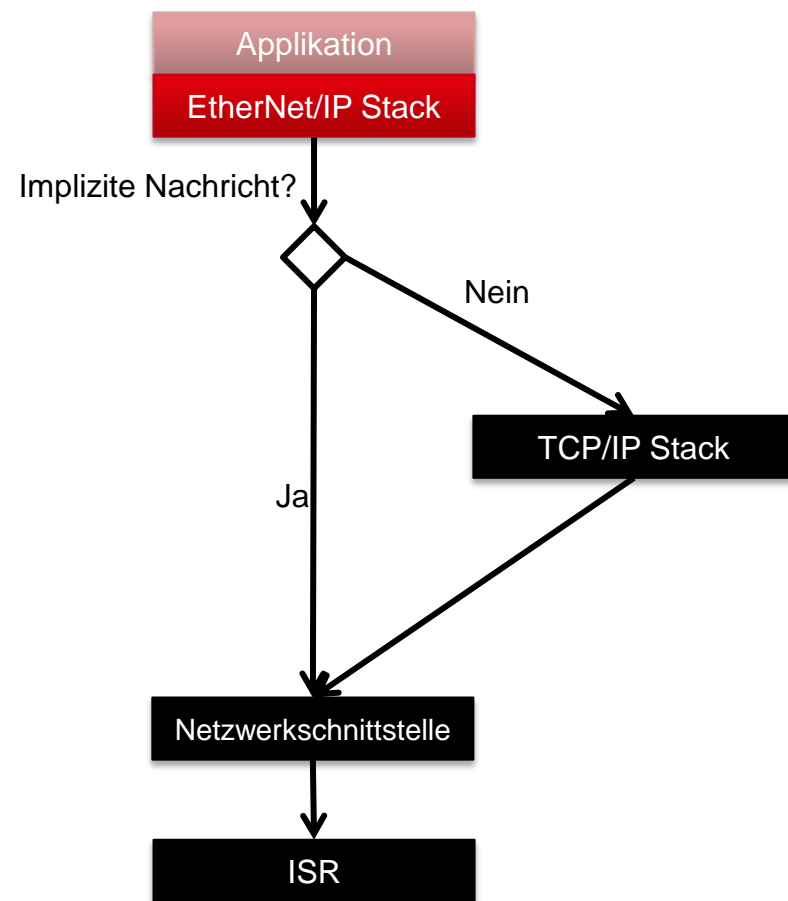 Applikation
EtherNet/IP Stack
Implizite Nachricht?
Nein
TCP/IP Stack
Ja
Netzwerkschnittstelle
ISR